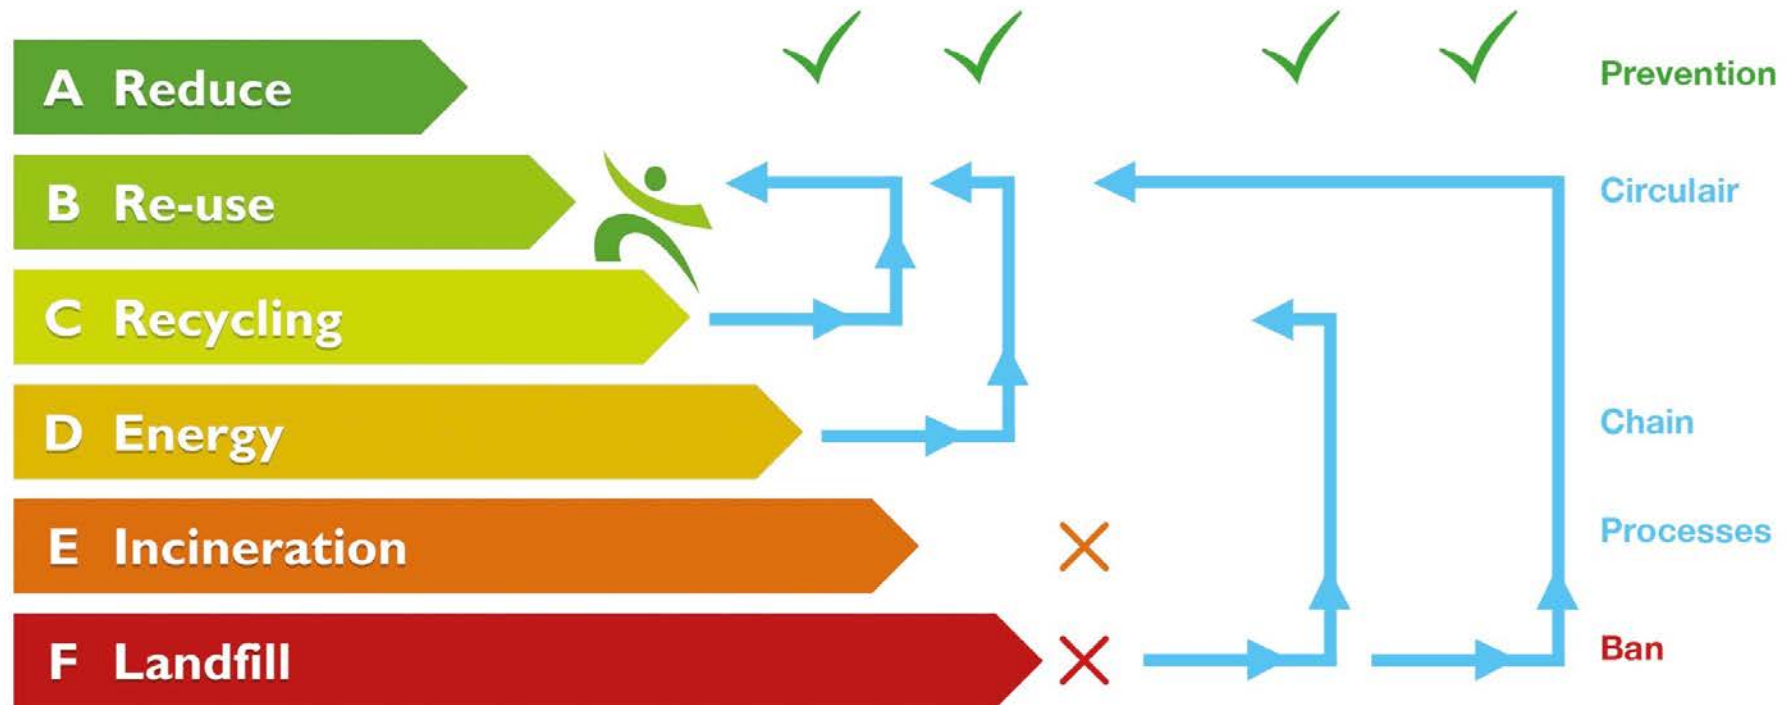 A Reduce
Prevention
B Re-use
Circulair
C Recycling
D Energy
Chain
E Incineration
Processes
F Landfill
Ban